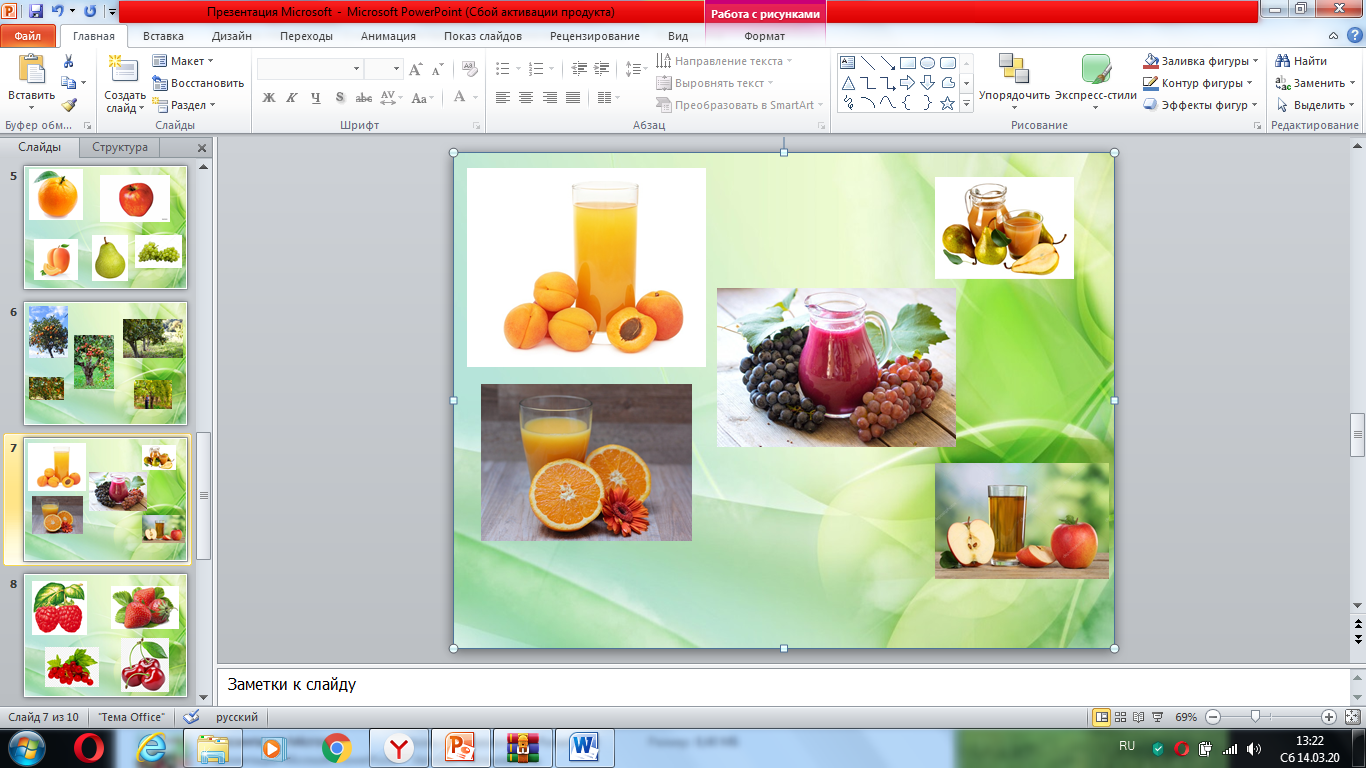 Презентация Microsoft - Microsoft PowerPoint (Сбой активации продукта)
Работа с рисунками
Файл Главная Вставка Дизайн Переходы Анимация Показ слайдов Рецензирование Вид Формат
Вставить
Создать слайд
Макет
Восстановить
Раздел
Ж К Ч S abc AV Aa А
Направление текста
Выровнять текст
Преобразовать в SmartArt
Упорядочить
Экспресс-стили
Заливка фигуры
Контур фигуры
Эффекты фигур
Найти
Заменить
Выделить
Буфер обм... Слайды Шрифт Абзац Рисование Редактирование
Слайды Структура
5
6
7
8
Заметки к слайду
Слайд 7 из 10 "Тема Office" русский 69%
RU
13:22
Сб 14.03.20